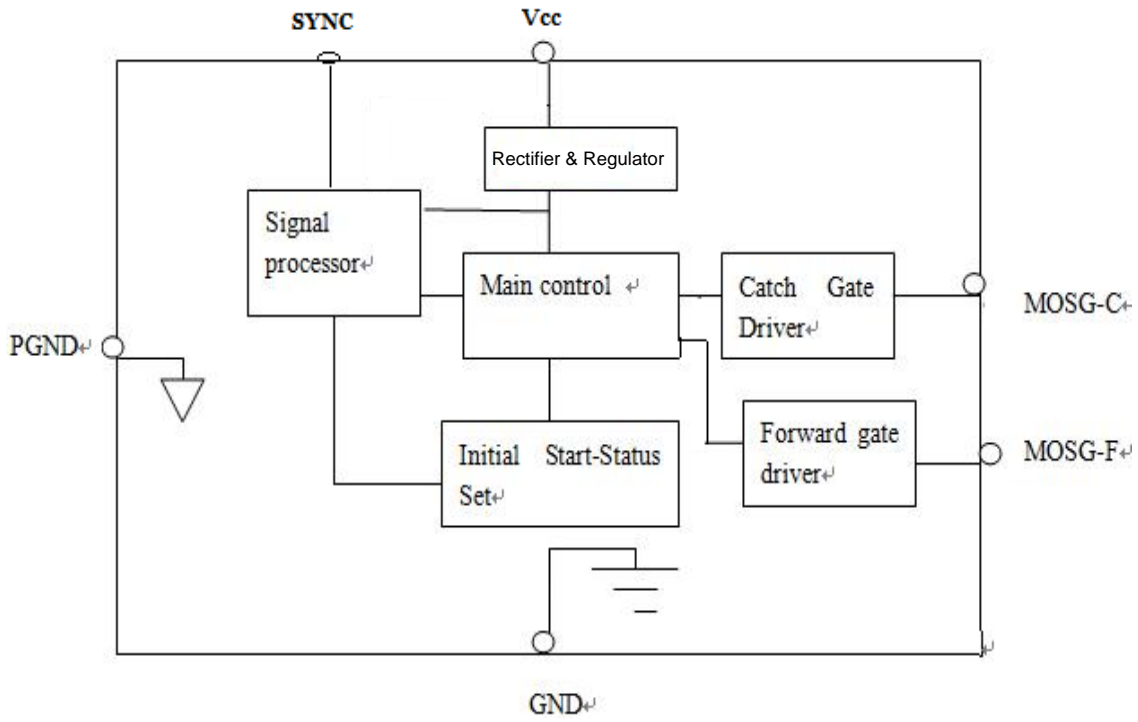 SYNC
Vcc
Rectifier & Regulator
Signal
processor↵
Main control ↵
Catch Gate
Driver↵
MOSG-C↵
PGND↵
Initial Start-Status
Set↵
Forward gate
driver↵
MOSG-F↵
↵
GND↵